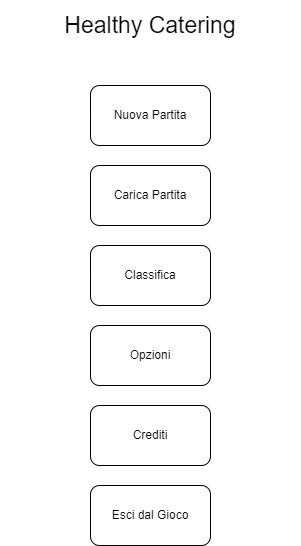 Healthy Catering
Nuova Partita
Carica Partita
Classifica
Opzioni
Crediti
Esci dal Gioco